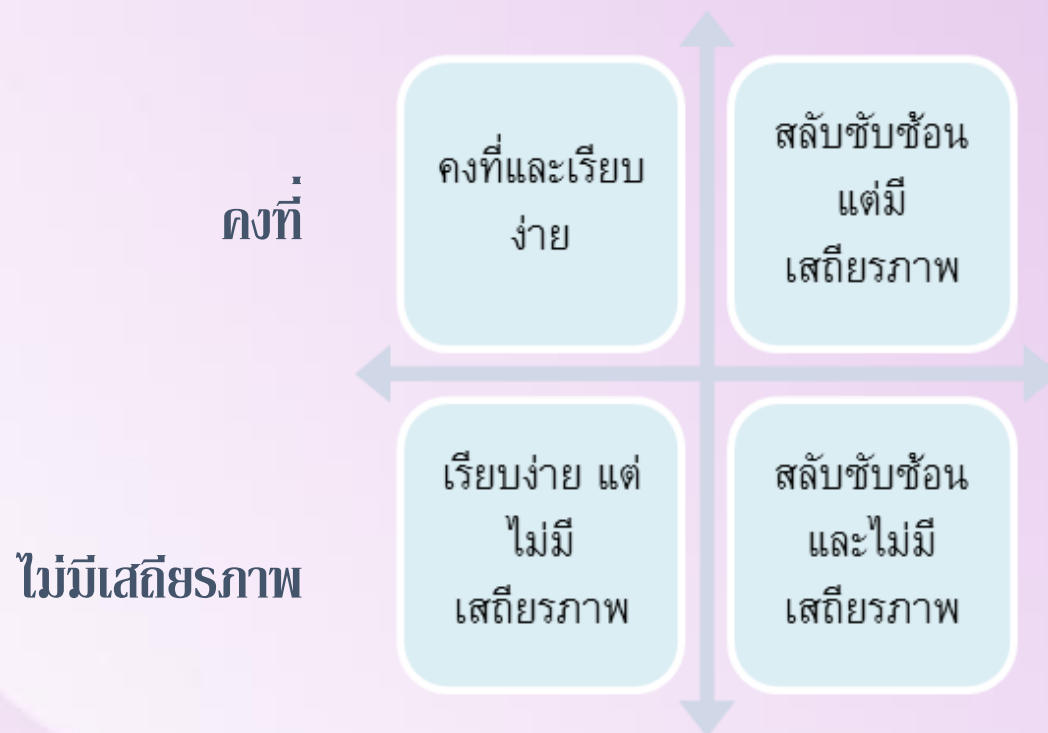 คงที่
คงที่และเรียบ
ง่าย
สลับซับซ้อน
แต่มี
เสถียรภาพ
ไม่มีเสถียรภาพ
เรียบง่าย แต่
ไม่มี
เสถียรภาพ
สลับซับซ้อน
และไม่มี
เสถียรภาพ